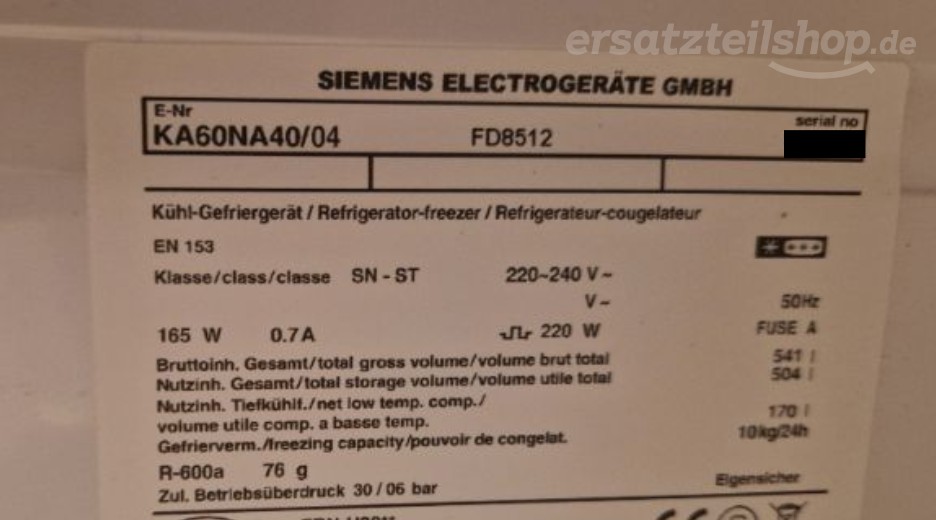 ersatzteilshop.de
SIEMENS ELECTROGERÄTE GMBH
E-Nr
serial no
KA60NA40/04 FD8512
Kühl-Gefriergerät / Refrigerator-freezer / Refrigerateur-cougelateur
EN 153
Klasse/class/classe SN - ST 220~240 V ~
V ~ 50Hz
165 W 0.7 A 220 W FUSE A
Bruttoinh. Gesamt/total gross volume/volume brut total 541 l
Nutzinh. Gesamt/total storage volume/volume utile total 504 l
Nutzinh. Tiefkühlf./net low temp. comp./
volume utile comp. a basse temp. 170 l
Gefrierverm./freezing capacity/pouvoir de congelat. 10kg/24h
R-600a 76 g
Zul. Betriebsüberdruck 30 / 06 bar Eigensicher